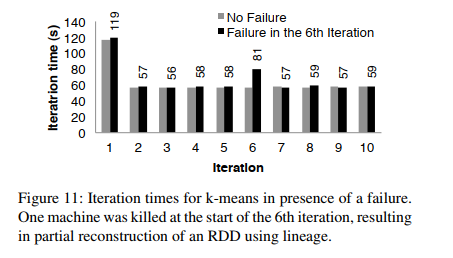 No Failure
Failure in the 6th Iteration
Iteratrion time (s)
140
120
100
80
60
40
20
0
119
57
56
58
58
81
57
59
57
59
1 2 3 4 5 6 7 8 9 10
Iteration
Figure 11: Iteration times for k-means in presence of a failure.
One machine was killed at the start of the 6th iteration, resulting
in partial reconstruction of an RDD using lineage.